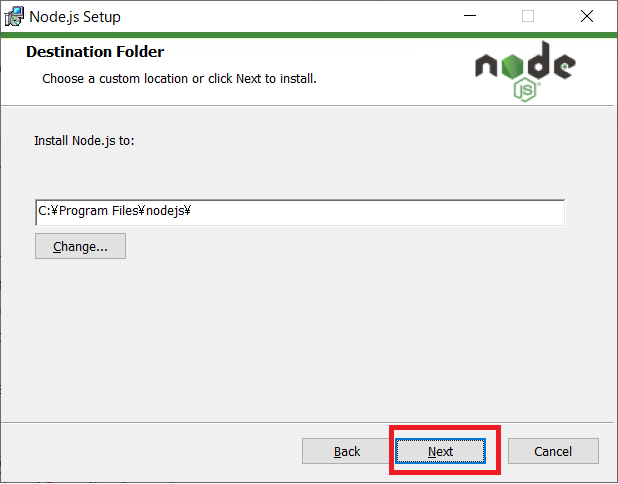 Node.js Setup
Destination Folder
Choose a custom location or click Next to install.
node
JS
Install Node.js to:
C:¥Program Files¥nodejs¥
Change...
Back
Next
Cancel